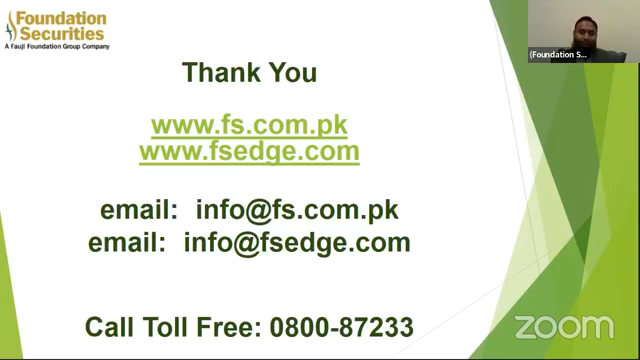 Foundation
Securities
A Fauji Foundation Group Company
(Foundation S...
Thank You
www.fs.com.pk
www.fsedge.com
email: info@fs.com.pk
email: info@fsedge.com
Call Toll Free: 0800-87233
zoom